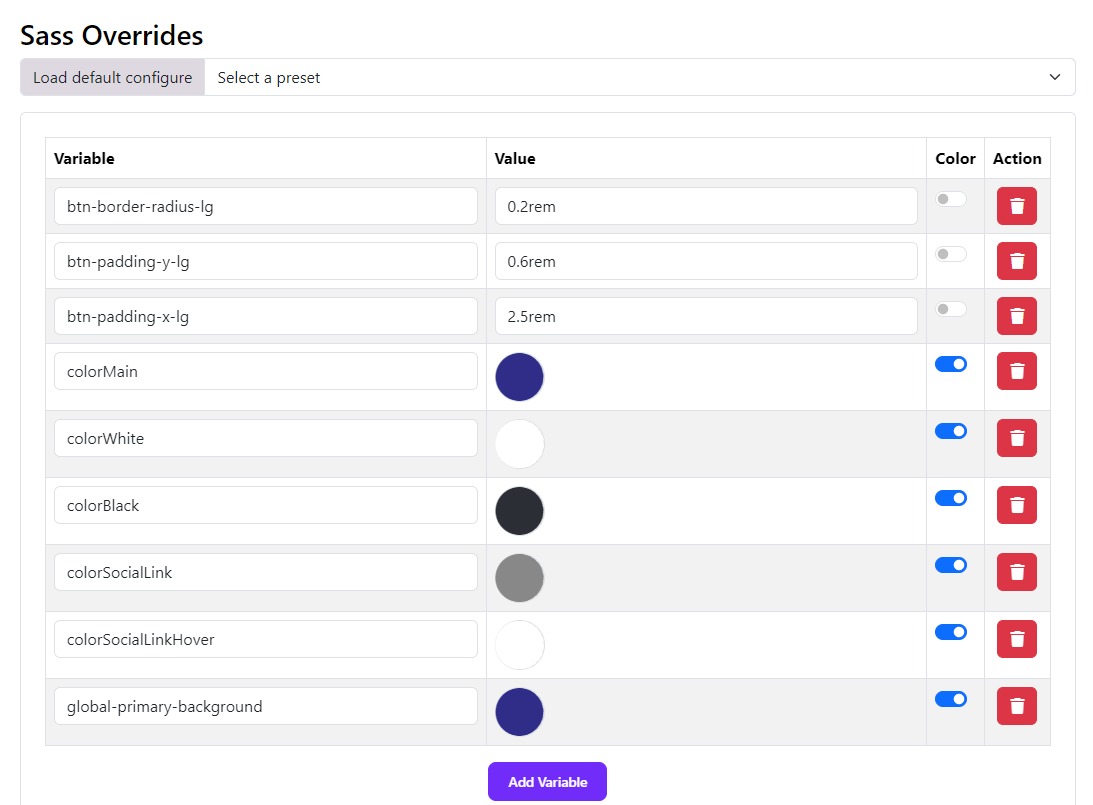 Sass Overrides
Load default configure Select a preset
Variable Value Color Action
btn-border-radius-lg 0.2rem
btn-padding-y-lg 0.6rem
btn-padding-x-lg 2.5rem
colorMain
colorWhite
colorBlack
colorSocialLink
colorSocialLinkHover
global-primary-background
Add Variable